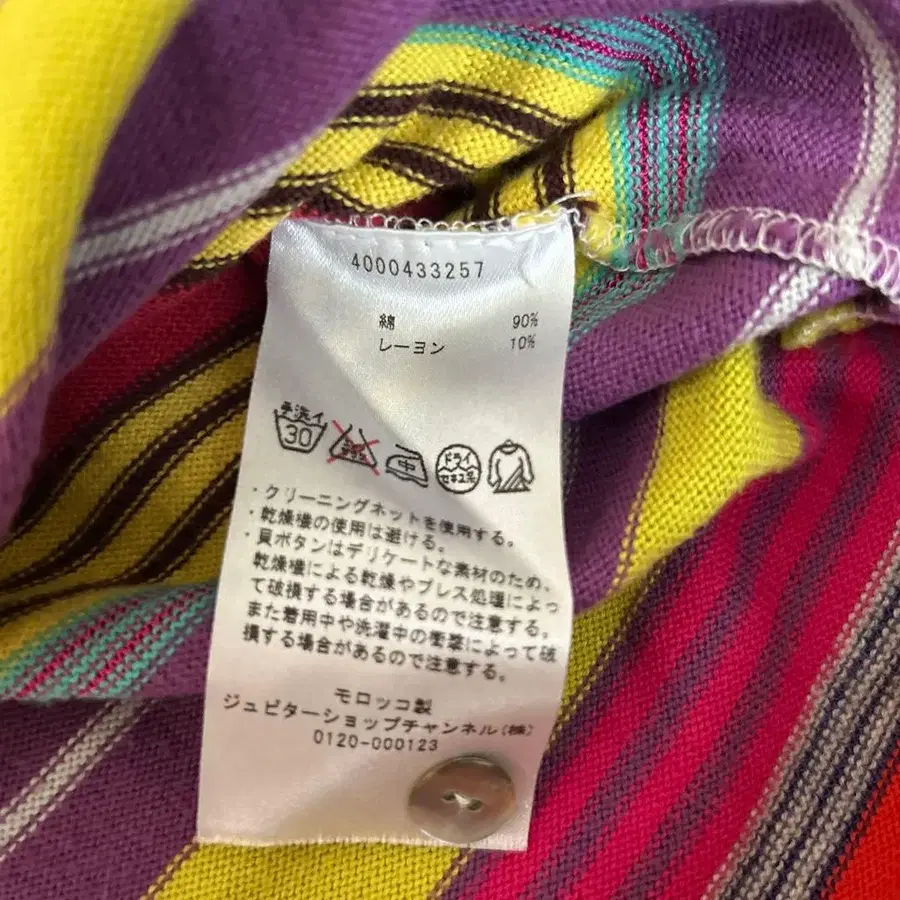 4000433257
綿 90%
レーヨン 10%
手洗イ
30
中
ドライ
セキユ系
・クリーニングネットを使用する。
・乾燥機の使用は避ける。
・貝ボタンはデリケートな素材のため、
乾燥機による乾燥やプレス処理によっ
て破損する場合があるので注意する。
また着用中や洗濯中の衝撃によって破
損する場合があるので注意する。
モロッコ製
ジュピターショップチャンネル(株)
0120-000123